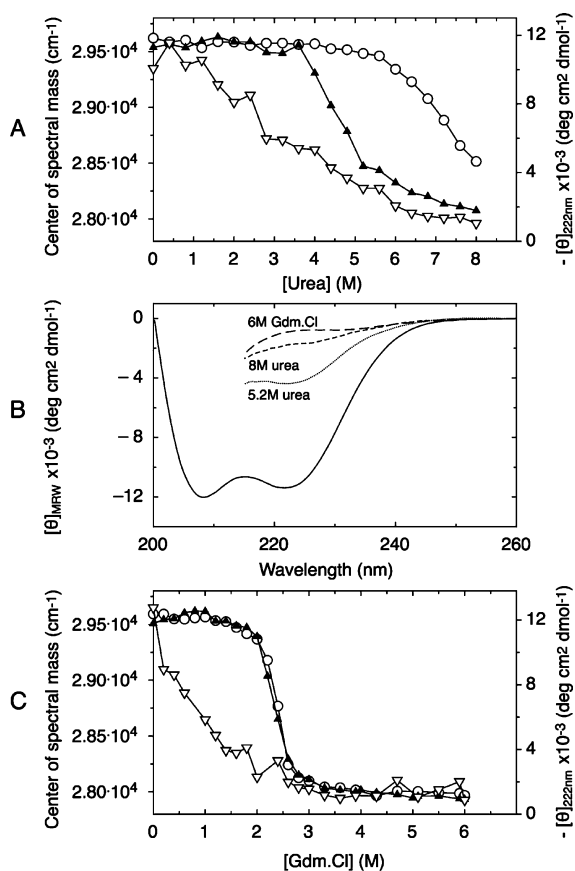 A
Center of spectral mass (cm-1)
2.95·10⁴
2.90·10⁴
2.85·10⁴
2.80·10⁴
12
8
4
0
- [θ]222nm x10-3 (deg cm2 dmol-1)
0 1 2 3 4 5 6 7 8
[Urea] (M)
B
[θ]MRW x10-3 (deg cm2 dmol-1)
0
−4
−8
−12
6M Gdm.Cl
8M urea
5.2M urea
200 220 240 260
Wavelength (nm)
C
Center of spectral mass (cm-1)
2.95·10⁴
2.90·10⁴
2.85·10⁴
2.80·10⁴
12
8
4
0
- [θ]222nm x10-3 (deg cm2 dmol-1)
0 1 2 3 4 5 6 7
[Gdm.Cl] (M)